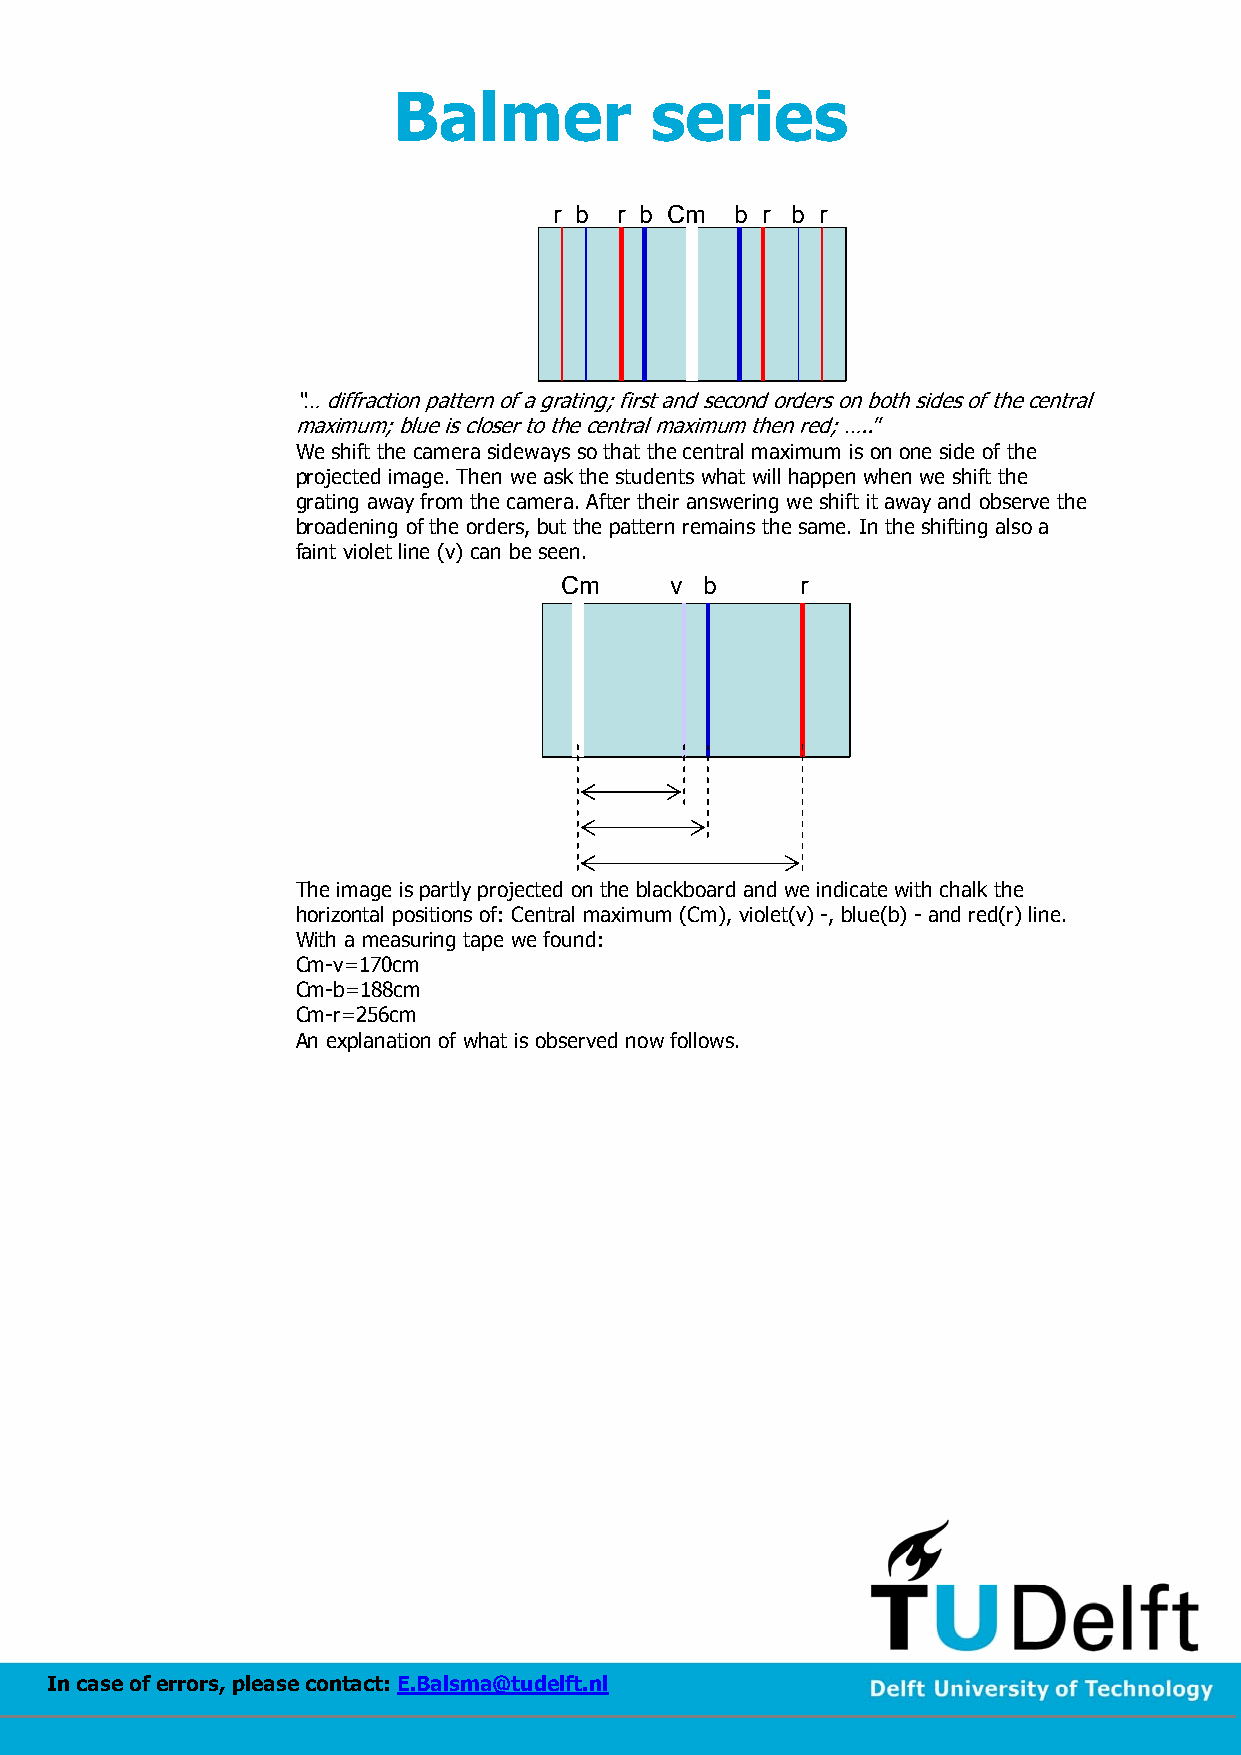 Balmer series
r b r b Cm b r b r
“… diffraction pattern of a grating; first and second orders on both sides of the central
maximum; blue is closer to the central maximum then red; …..”
We shift the camera sideways so that the central maximum is on one side of the
projected image. Then we ask the students what will happen when we shift the
grating away from the camera. After their answering we shift it away and observe the
broadening of the orders, but the pattern remains the same. In the shifting also a
faint violet line (v) can be seen.
Cm v b r
The image is partly projected on the blackboard and we indicate with chalk the
horizontal positions of: Central maximum (Cm), violet(v) -, blue(b) - and red(r) line.
With a measuring tape we found:
Cm-v=170cm
Cm-b=188cm
Cm-r=256cm
An explanation of what is observed now follows.
TUDelft
In case of errors, please contact: E.Balsma@tudelft.nl
Delft University of Technology